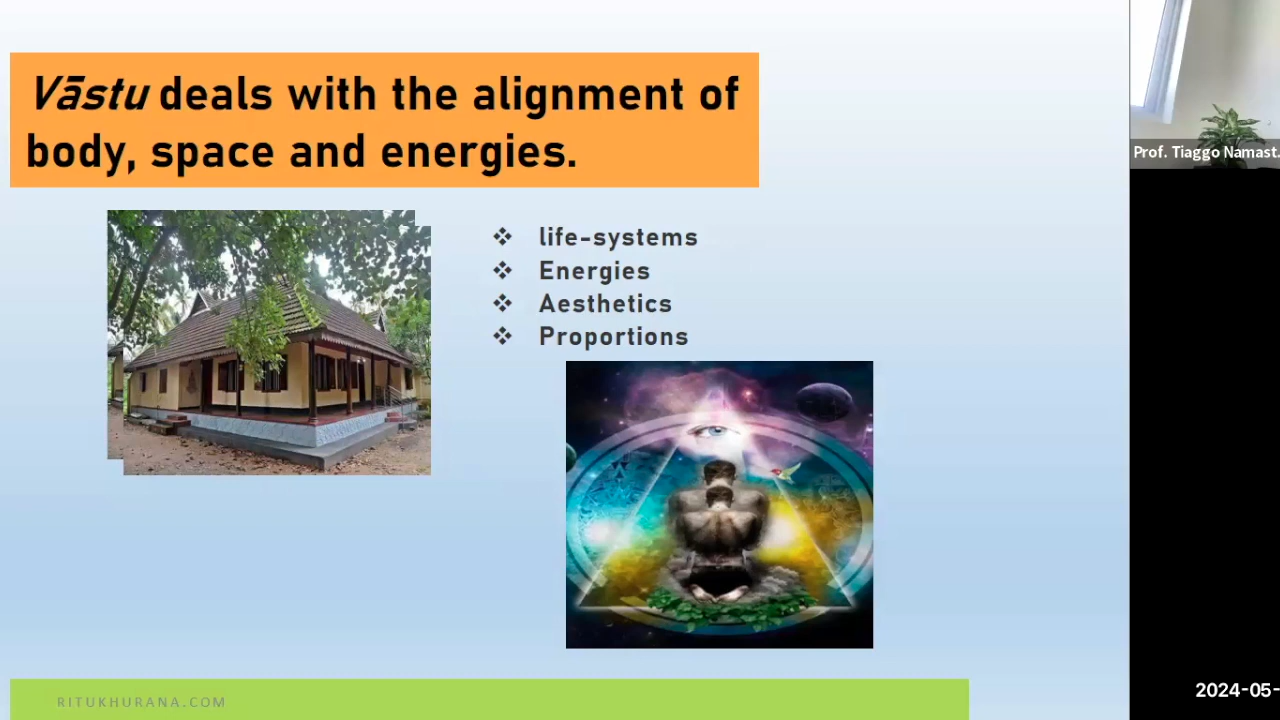 Vāstu deals with the alignment of
body, space and energies.
life-systems
Energies
Aesthetics
Proportions
Prof. Tiaggo Namast.
RITUKHURANA.COM
2024-05-